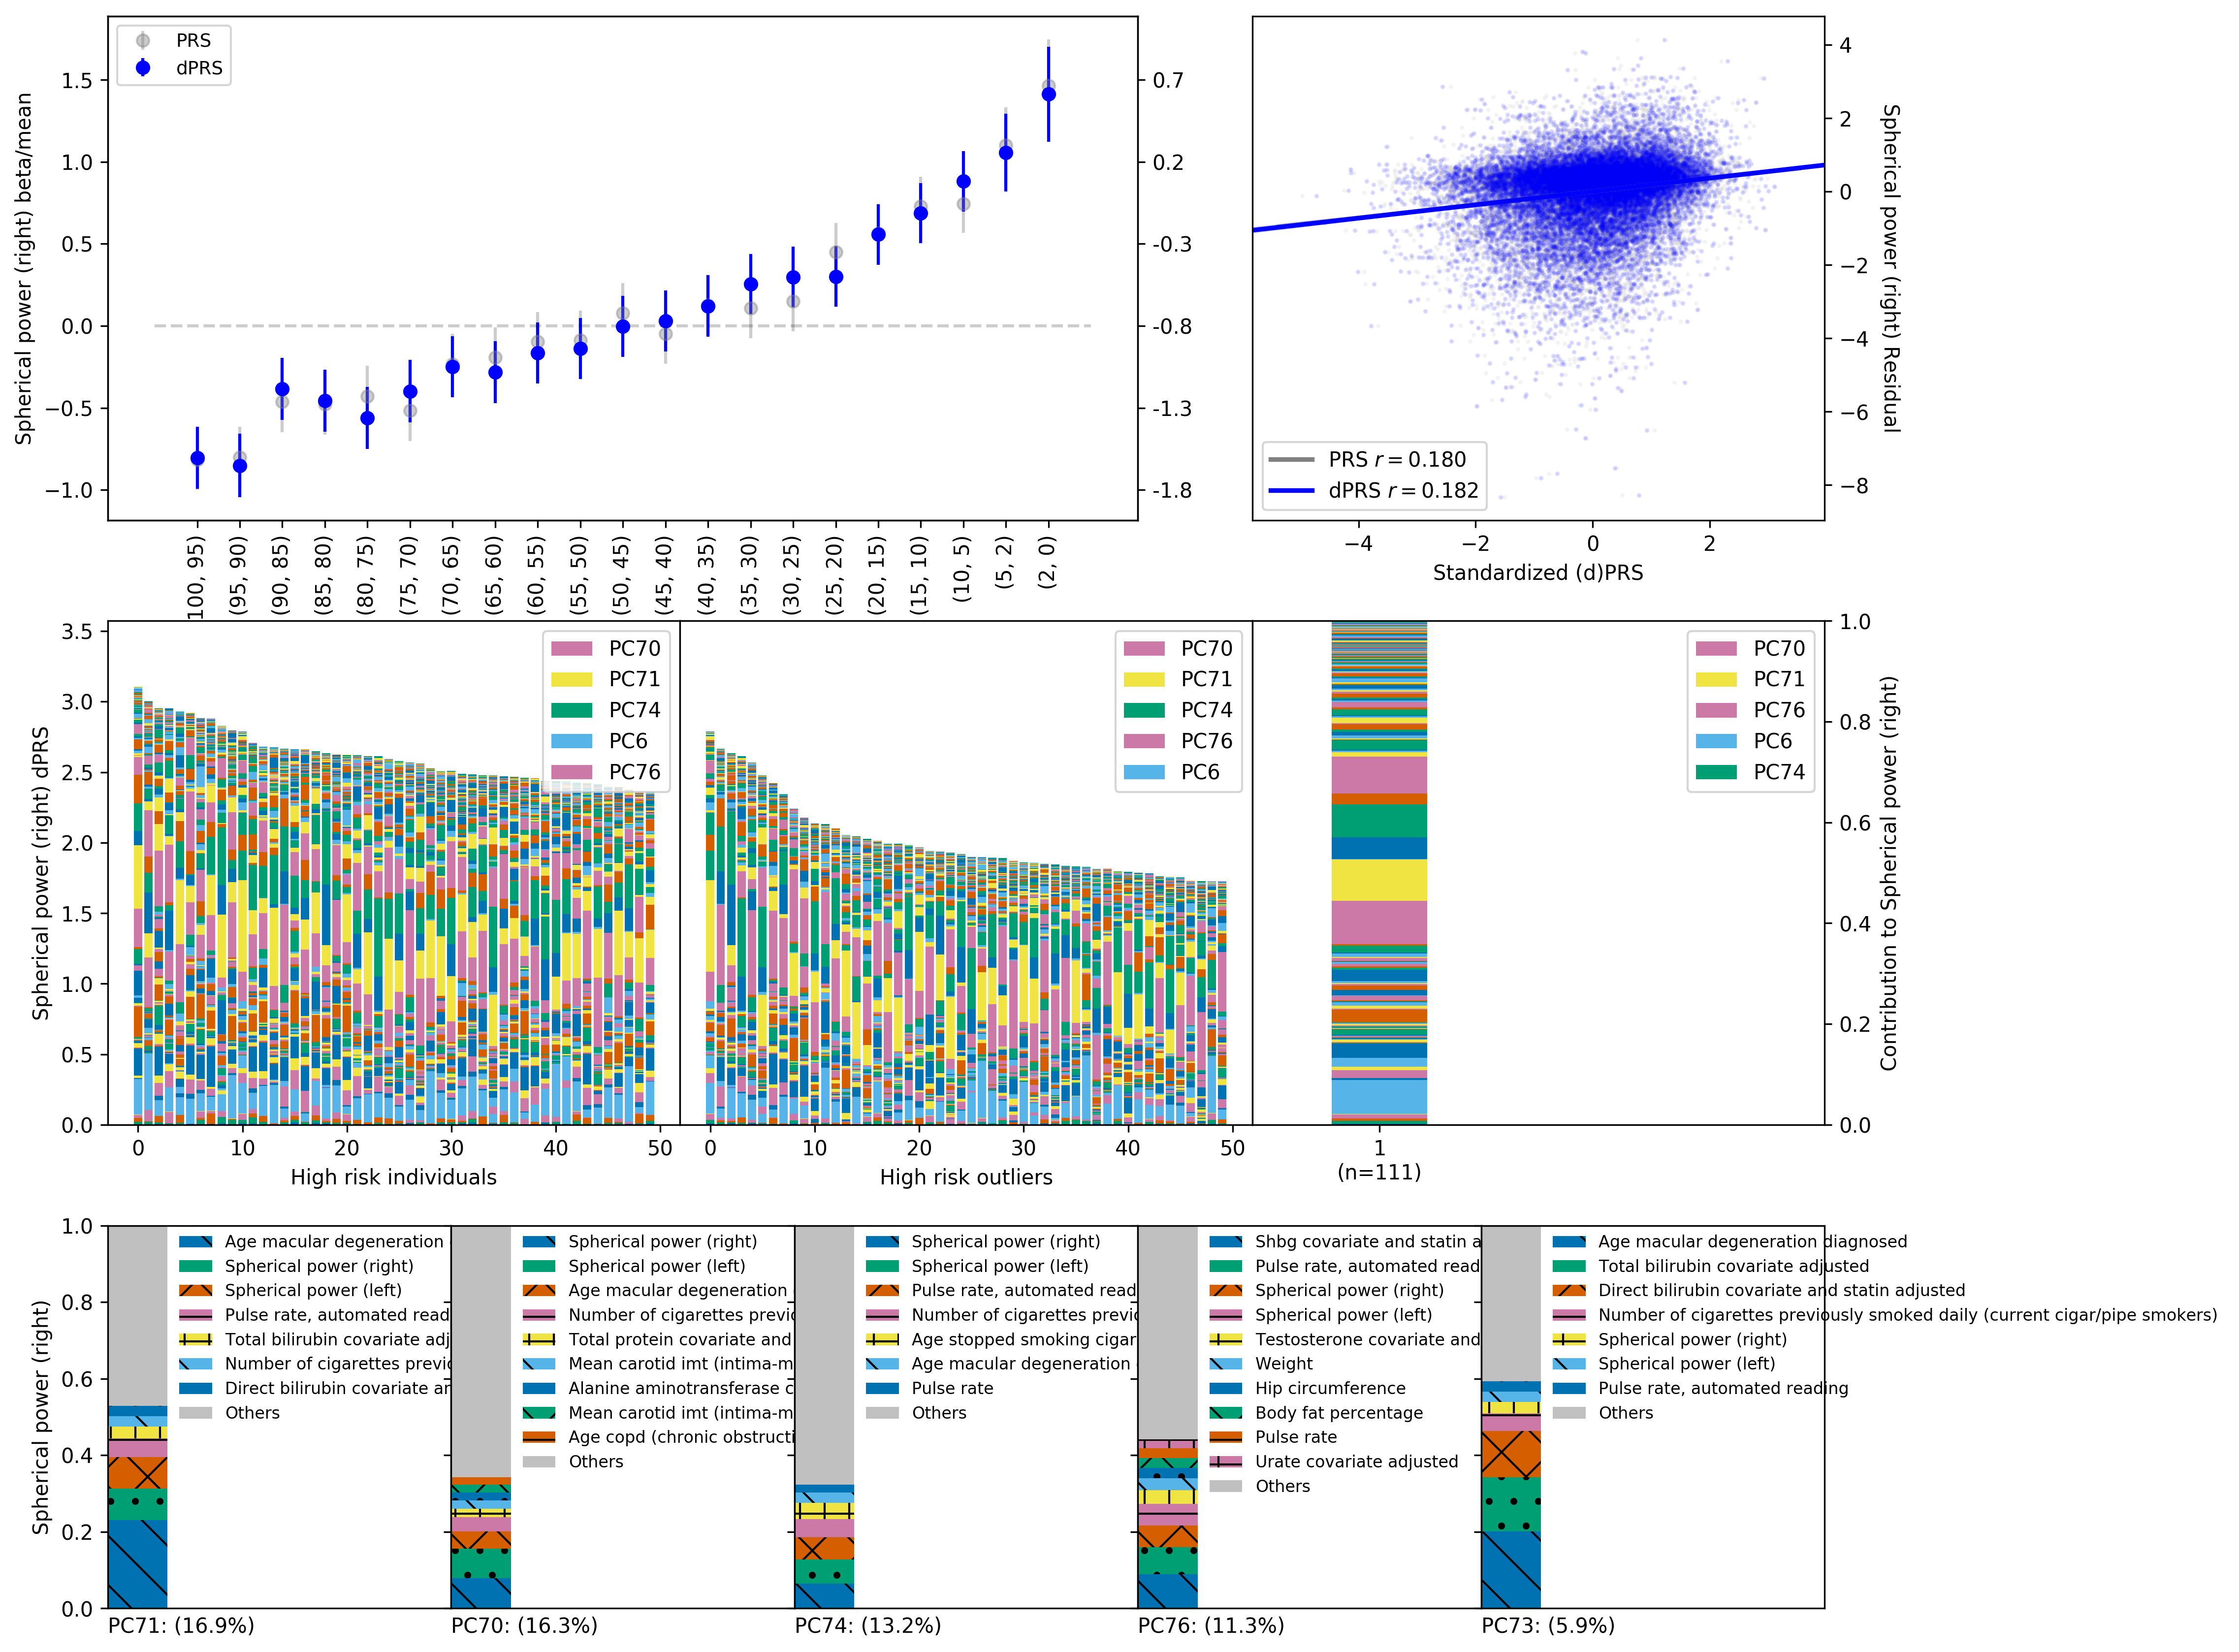 PRS
dPRS
Spherical power (right) beta/mean
1.5
1.0
0.5
0.0
−0.5
−1.0
0.7
0.2
-0.3
-0.8
-1.3
-1.8
100, 95)
(95, 90)
(90, 85)
(85, 80)
(80, 75)
(75, 70)
(70, 65)
(65, 60)
(60, 55)
(55, 50)
(50, 45)
(45, 40)
(40, 35)
(35, 30)
(30, 25)
(25, 20)
(20, 15)
(15, 10)
(10, 5)
(5, 2)
(2, 0)
PRS r = 0.180
dPRS r = 0.182
4
2
0
−2
−4
−6
−8
Spherical power (right) Residual
−4
−2
0
2
Standardized (d)PRS
Spherical power (right) dPRS
3.5
3.0
2.5
2.0
1.5
1.0
0.5
0.0
PC70
PC71
PC74
PC6
PC76
0
10
20
30
40
50
High risk individuals
PC70
PC71
PC74
PC76
PC6
0
10
20
30
40
50
High risk outliers
PC70
PC71
PC76
PC6
PC74
1
(n=111)
1.0
0.8
0.6
0.4
0.2
0.0
Contribution to Spherical power (right)
Spherical power (right)
1.0
0.8
0.6
0.4
0.2
0.0
Age macular degeneration
Spherical power (right)
Spherical power (left)
Pulse rate, automated read
Total bilirubin covariate adj
Number of cigarettes previo
Direct bilirubin covariate an
Others
PC71: (16.9%)
Spherical power (right)
Spherical power (left)
Age macular degeneration
Number of cigarettes previo
Total protein covariate and
Mean carotid imt (intima-m
Alanine aminotransferase c
Mean carotid imt (intima-m
Age copd (chronic obstructi
Others
PC70: (16.3%)
Spherical power (right)
Spherical power (left)
Pulse rate, automated read
Number of cigarettes previo
Age stopped smoking cigar
Age macular degeneration
Pulse rate
Others
PC74: (13.2%)
Shbg covariate and statin a
Pulse rate, automated read
Spherical power (right)
Spherical power (left)
Testosterone covariate and
Weight
Hip circumference
Body fat percentage
Pulse rate
Urate covariate adjusted
Others
PC76: (11.3%)
Age macular degeneration diagnosed
Total bilirubin covariate adjusted
Direct bilirubin covariate and statin adjusted
Number of cigarettes previously smoked daily (current cigar/pipe smokers)
Spherical power (right)
Spherical power (left)
Pulse rate, automated reading
Others
PC73: (5.9%)